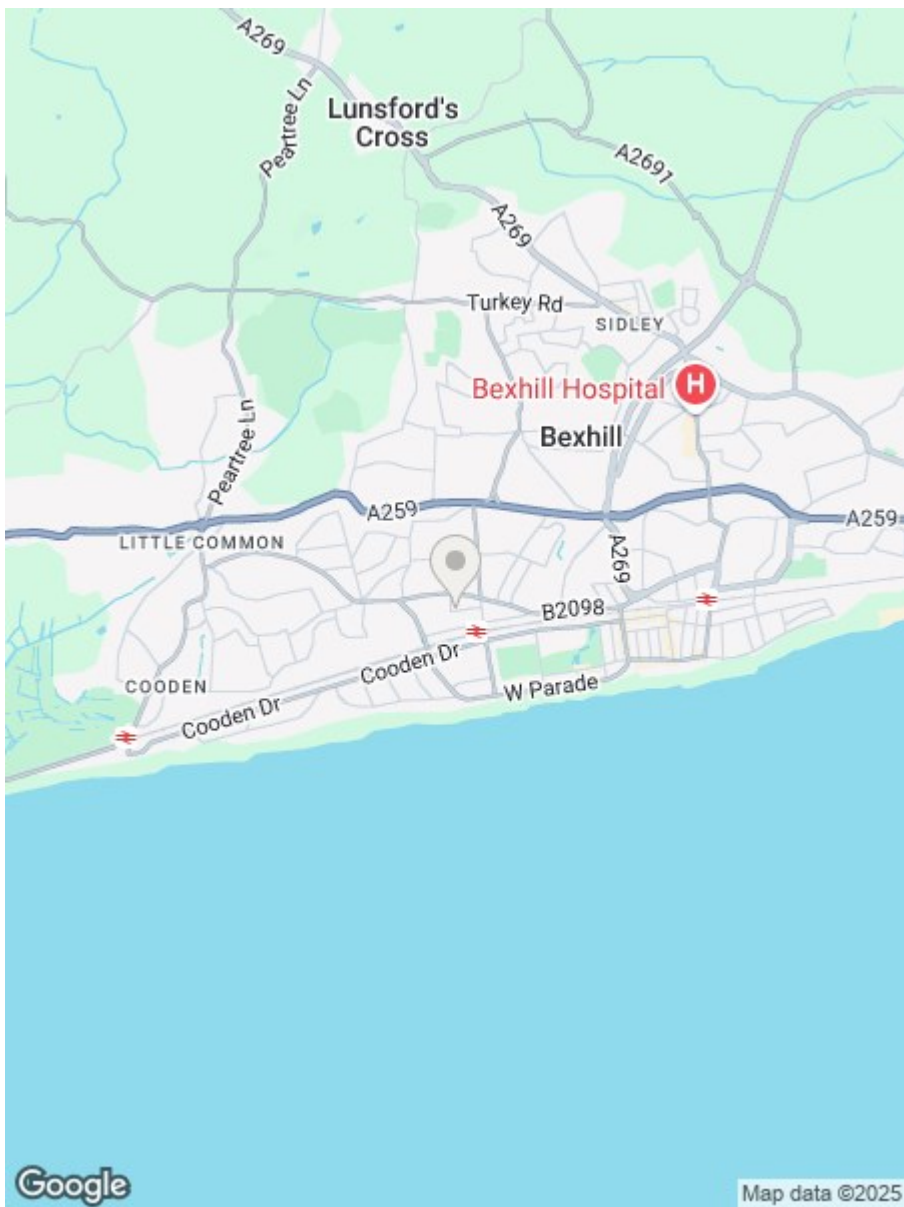 A269
Peartree Ln
Lunsford's
Cross
A2697
A269
Turkey Rd
SIDLEY
Bexhill Hospital
H
Bexhill
Peartree Ln
A259
A259
LITTLE COMMON
A269
B2098
Cooden Dr
COODEN
W Parade
Cooden Dr
Google
Map data ©2025